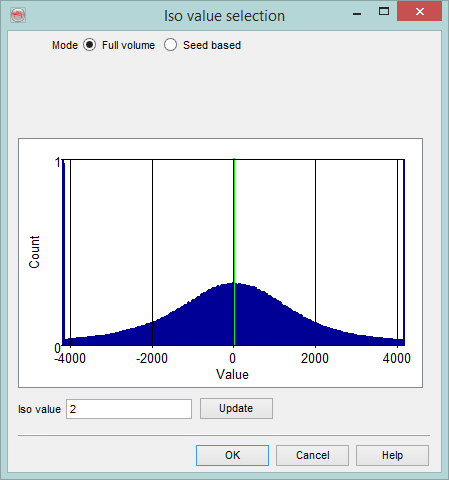 Iso value selection
Mode Full volume Seed based
1
Count
0
-4000 -2000 0 2000 4000
Value
Iso value 2 Update
OK Cancel Help